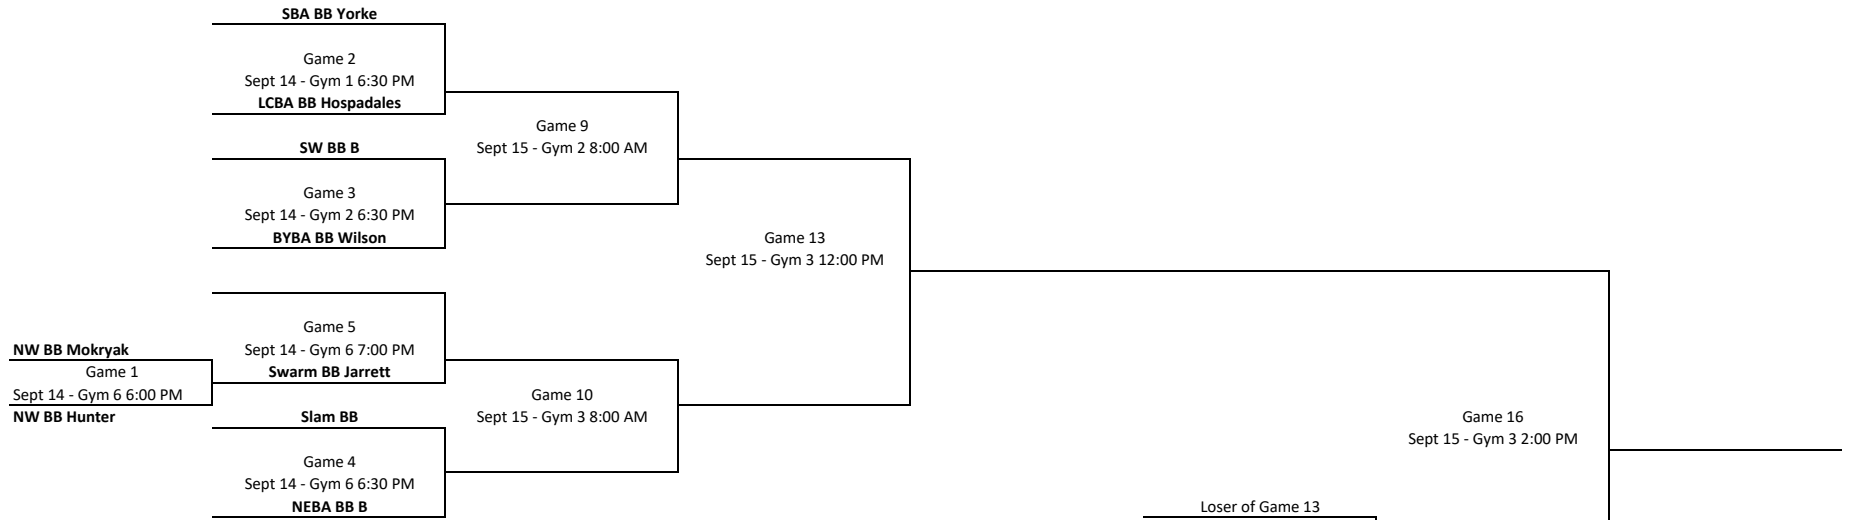 SBA BB Yorke
Game 2
Sept 14 - Gym 1 6:30 PM
LCBA BB Hospadales
Game 9
Sept 15 - Gym 2 8:00 AM
SW BB B
Game 3
Sept 14 - Gym 2 6:30 PM
BYBA BB Wilson
Game 13
Sept 15 - Gym 3 12:00 PM
Game 5
Sept 14 - Gym 6 7:00 PM
Swarm BB Jarrett
NW BB Mokryak
Game 1
Sept 14 - Gym 6 6:00 PM
NW BB Hunter
Game 10
Sept 15 - Gym 3 8:00 AM
Slam BB
Game 4
Sept 14 - Gym 6 6:30 PM
NEBA BB B
Game 16
Sept 15 - Gym 3 2:00 PM
Loser of Game 13